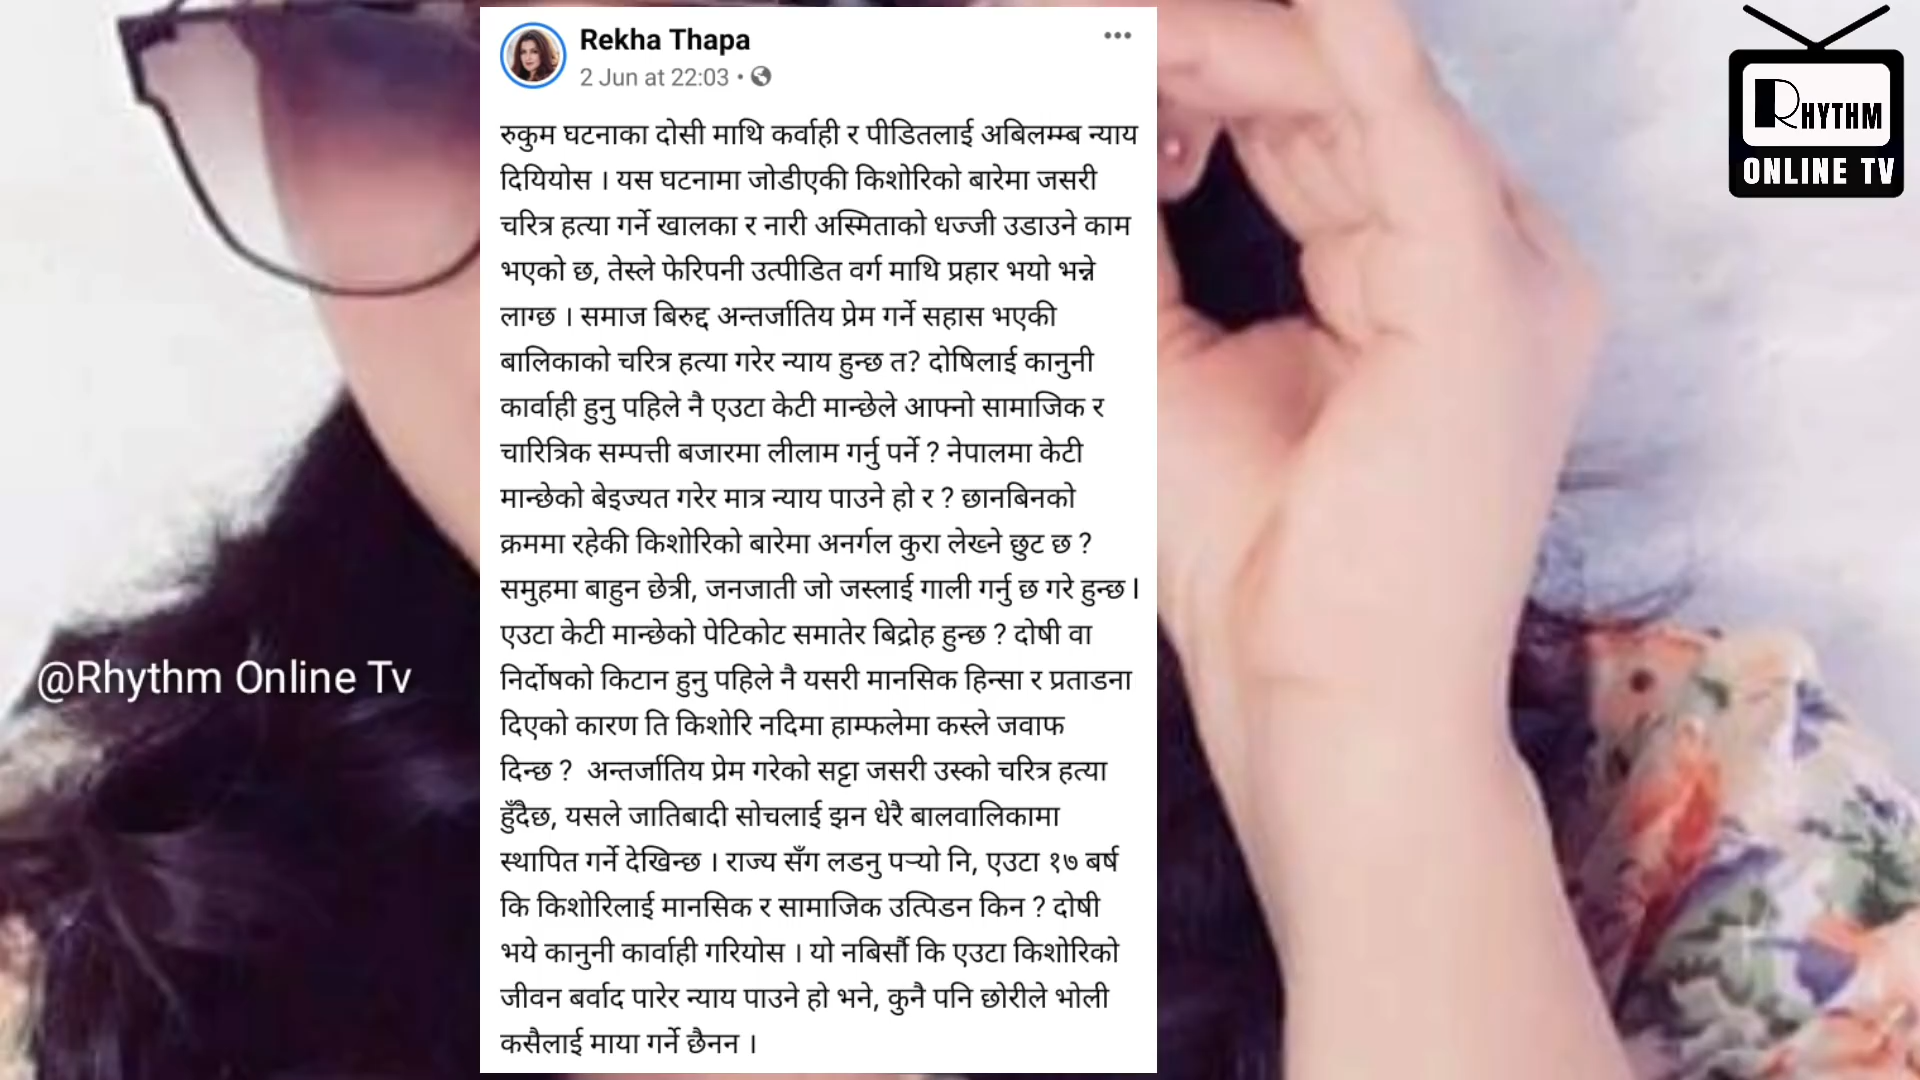 Rekha Thapa
2 Jun at 22:03 •
रुकुम घटनाका दोसी माथि कर्वाही र पीडितलाई अबिलम्म्ब न्याय
दियियोस । यस घटनामा जोडीएकी किशोरिको बारेमा जसरी
चरित्र हत्या गर्ने खालका र नारी अस्मिताको धज्जी उडाउने काम
भएको छ, तेस्ले फेरिपनी उत्पीडित वर्ग माथि प्रहार भयो भन्ने
लाग्छ । समाज बिरुद्द अन्तर्जातिय प्रेम गर्ने सहास भएकी
बालिकाको चरित्र हत्या गरेर न्याय हुन्छ त? दोषिलाई कानुनी
कार्वाही हुनु पहिले नै एउटा केटी मान्छेले आफ्नो सामाजिक र
चारित्रिक सम्पत्ती बजारमा लीलाम गर्नु पर्ने ? नेपालमा केटी
मान्छेको बेइज्यत गरेर मात्र न्याय पाउने हो र ? छानबिनको
क्रममा रहेकी किशोरिको बारेमा अनर्गल कुरा लेख्ने छुट छ ?
समुहमा बाहुन छेत्री, जनजाती जो जस्लाई गाली गर्नु छ गरे हुन्छ l
एउटा केटी मान्छेको पेटिकोट समातेर बिद्रोह हुन्छ ? दोषी वा
निर्दोषको किटान हुनु पहिले नै यसरी मानसिक हिन्सा र प्रताडना
दिएको कारण ति किशोरि नदिमा हाम्फलेमा कस्ले जवाफ
दिन्छ ? अन्तर्जातिय प्रेम गरेको सट्टा जसरी उस्को चरित्र हत्या
हुँदैछ, यसले जातिबादी सोचलाई झन धेरै बालवालिकामा
स्थापित गर्ने देखिन्छ । राज्य सँग लडनु पऱ्यो नि, एउटा १७ बर्ष
कि किशोरिलाई मानसिक र सामाजिक उत्पिडन किन ? दोषी
भये कानुनी कार्वाही गरियोस । यो नबिर्सौं कि एउटा किशोरिको
जीवन बर्वाद पारेर न्याय पाउने हो भने, कुनै पनि छोरीले भोली
कसैलाई माया गर्ने छैनन ।
@Rhythm Online Tv
RHYTHM
ONLINE TV